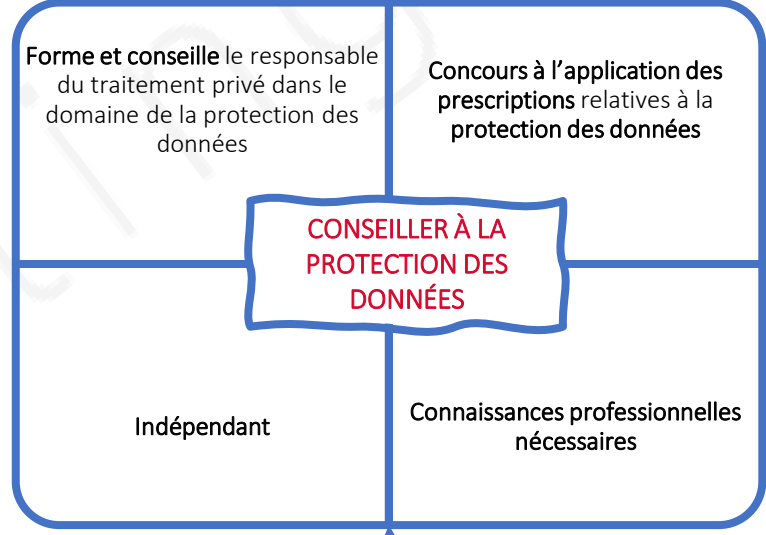 Forme et conseille le responsable
du traitement privé dans le
domaine de la protection des
données
Concours à l'application des
prescriptions relatives à la
protection des données
CONSEILLER À LA
PROTECTION DES
DONNÉES
Indépendant
Connaissances professionnelles
nécessaires